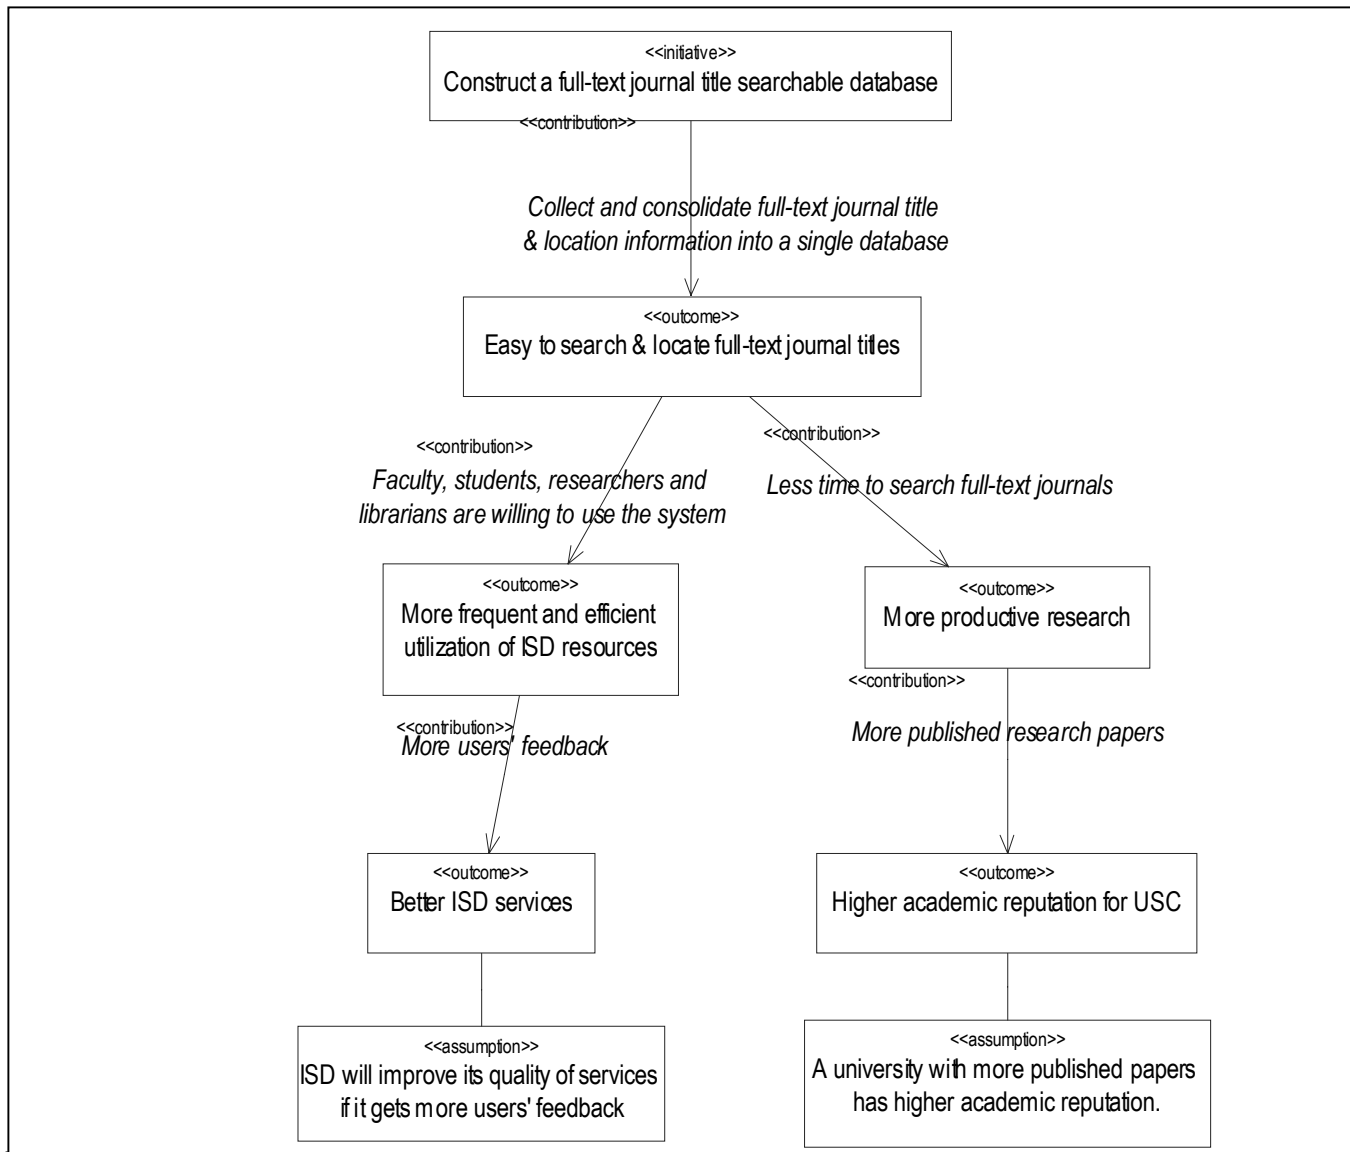 <<initiative>>
Construct a full-text journal title searchable database
<<contribution>>
Collect and consolidate full-text journal title
& location information into a single database
<<outcome>>
Easy to search & locate full-text journal titles
<<contribution>>
Faculty, students, researchers and
librarians are willing to use the system
<<contribution>>
Less time to search full-text journals
<<outcome>>
More frequent and efficient
utilization of ISD resources
<<outcome>>
More productive research
<<contribution>>
More users' feedback
<<contribution>>
More published research papers
<<outcome>>
Better ISD services
<<outcome>>
Higher academic reputation for USC
<<assumption>>
ISD will improve its quality of services
if it gets more users' feedback
<<assumption>>
A university with more published papers
has higher academic reputation.